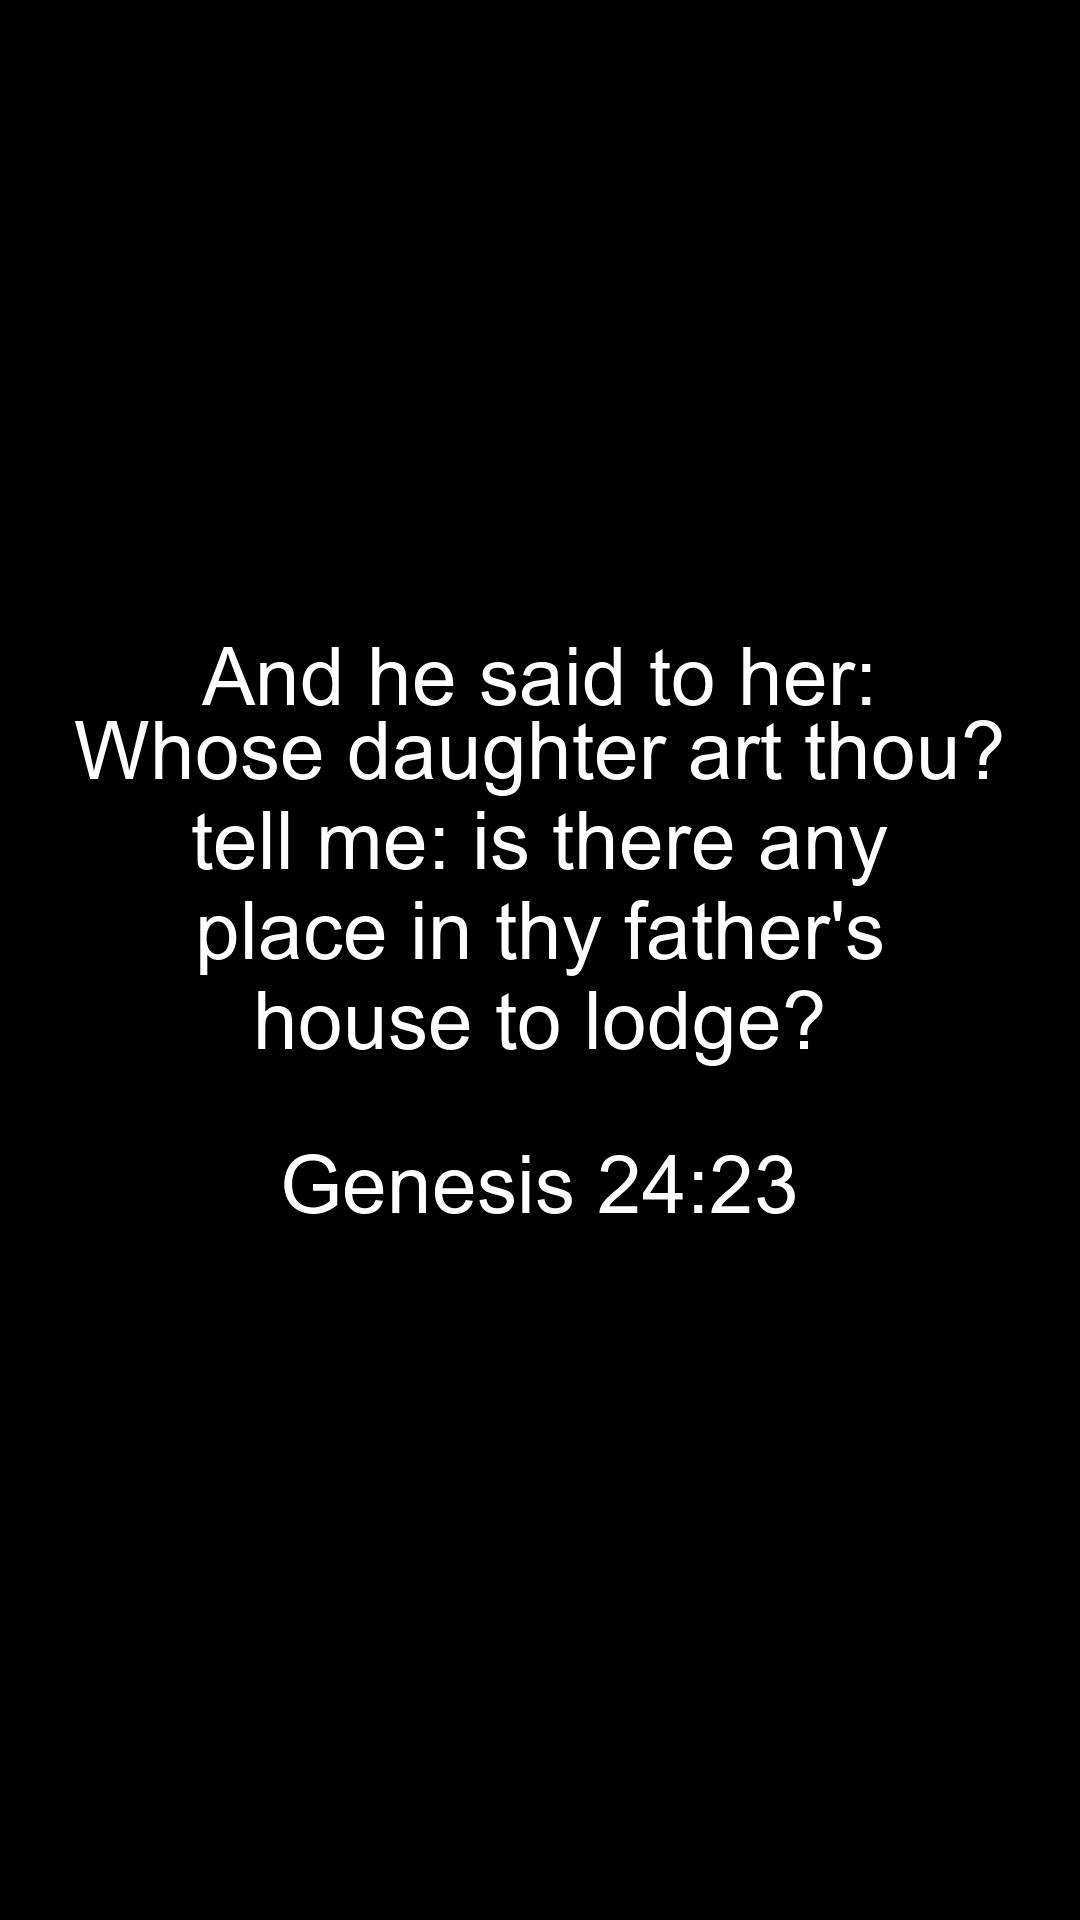 And he said to her:
Whose daughter art thou?
tell me: is there any
place in thy father's
house to lodge?
Genesis 24:23